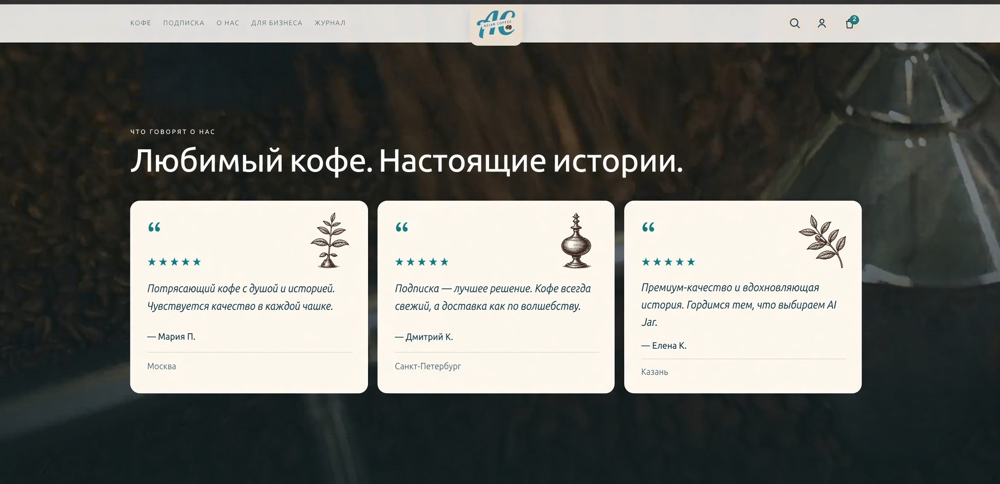 КОФЕ ПОДПИСКА О НАС ДЛЯ БИЗНЕСА ЖУРНАЛ
AC
ASIAN COFFEE
2
ЧТО ГОВОРЯТ О НАС
Любимый кофе. Настоящие истории.
“
★★★★★
Потрясающий кофе с душой и историей.
Чувствуется качество в каждой чашке.
— Мария П.
Москва
“
★★★★★
Подписка — лучшее решение. Кофе всегда
свежий, а доставка как по волшебству.
— Дмитрий К.
Санкт-Петербург
“
★★★★★
Премиум-качество и вдохновляющая
история. Гордимся тем, что выбираем AI
Jar.
— Елена К.
Казань